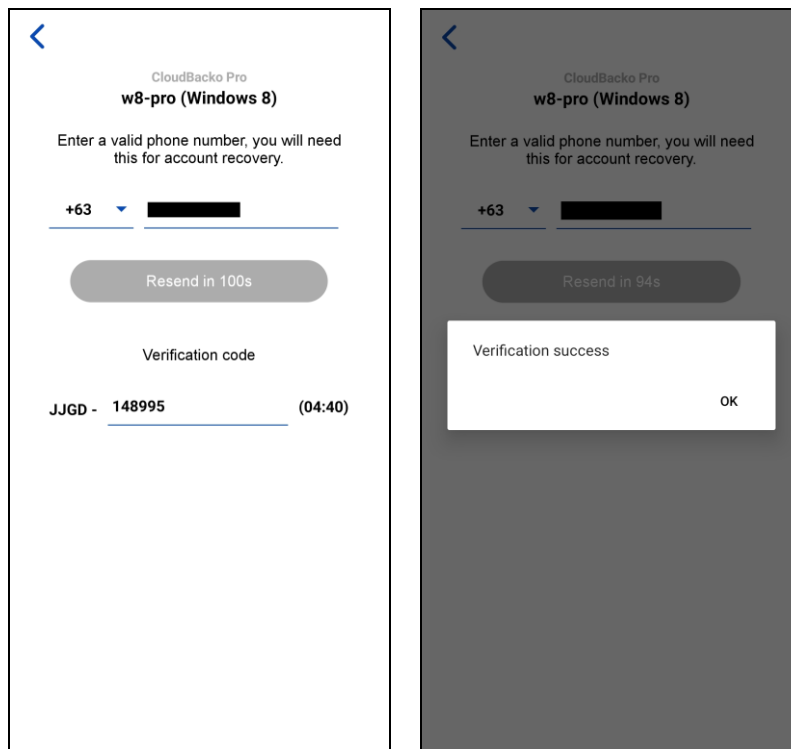 CloudBacko Pro
w8-pro (Windows 8)
Enter a valid phone number, you will need
this for account recovery.
+63
Resend in 100s
Verification code
JJGD - 148995 (04:40)
CloudBacko Pro
w8-pro (Windows 8)
Enter a valid phone number, you will need
this for account recovery.
+63
Resend in 94s
Verification success
OK